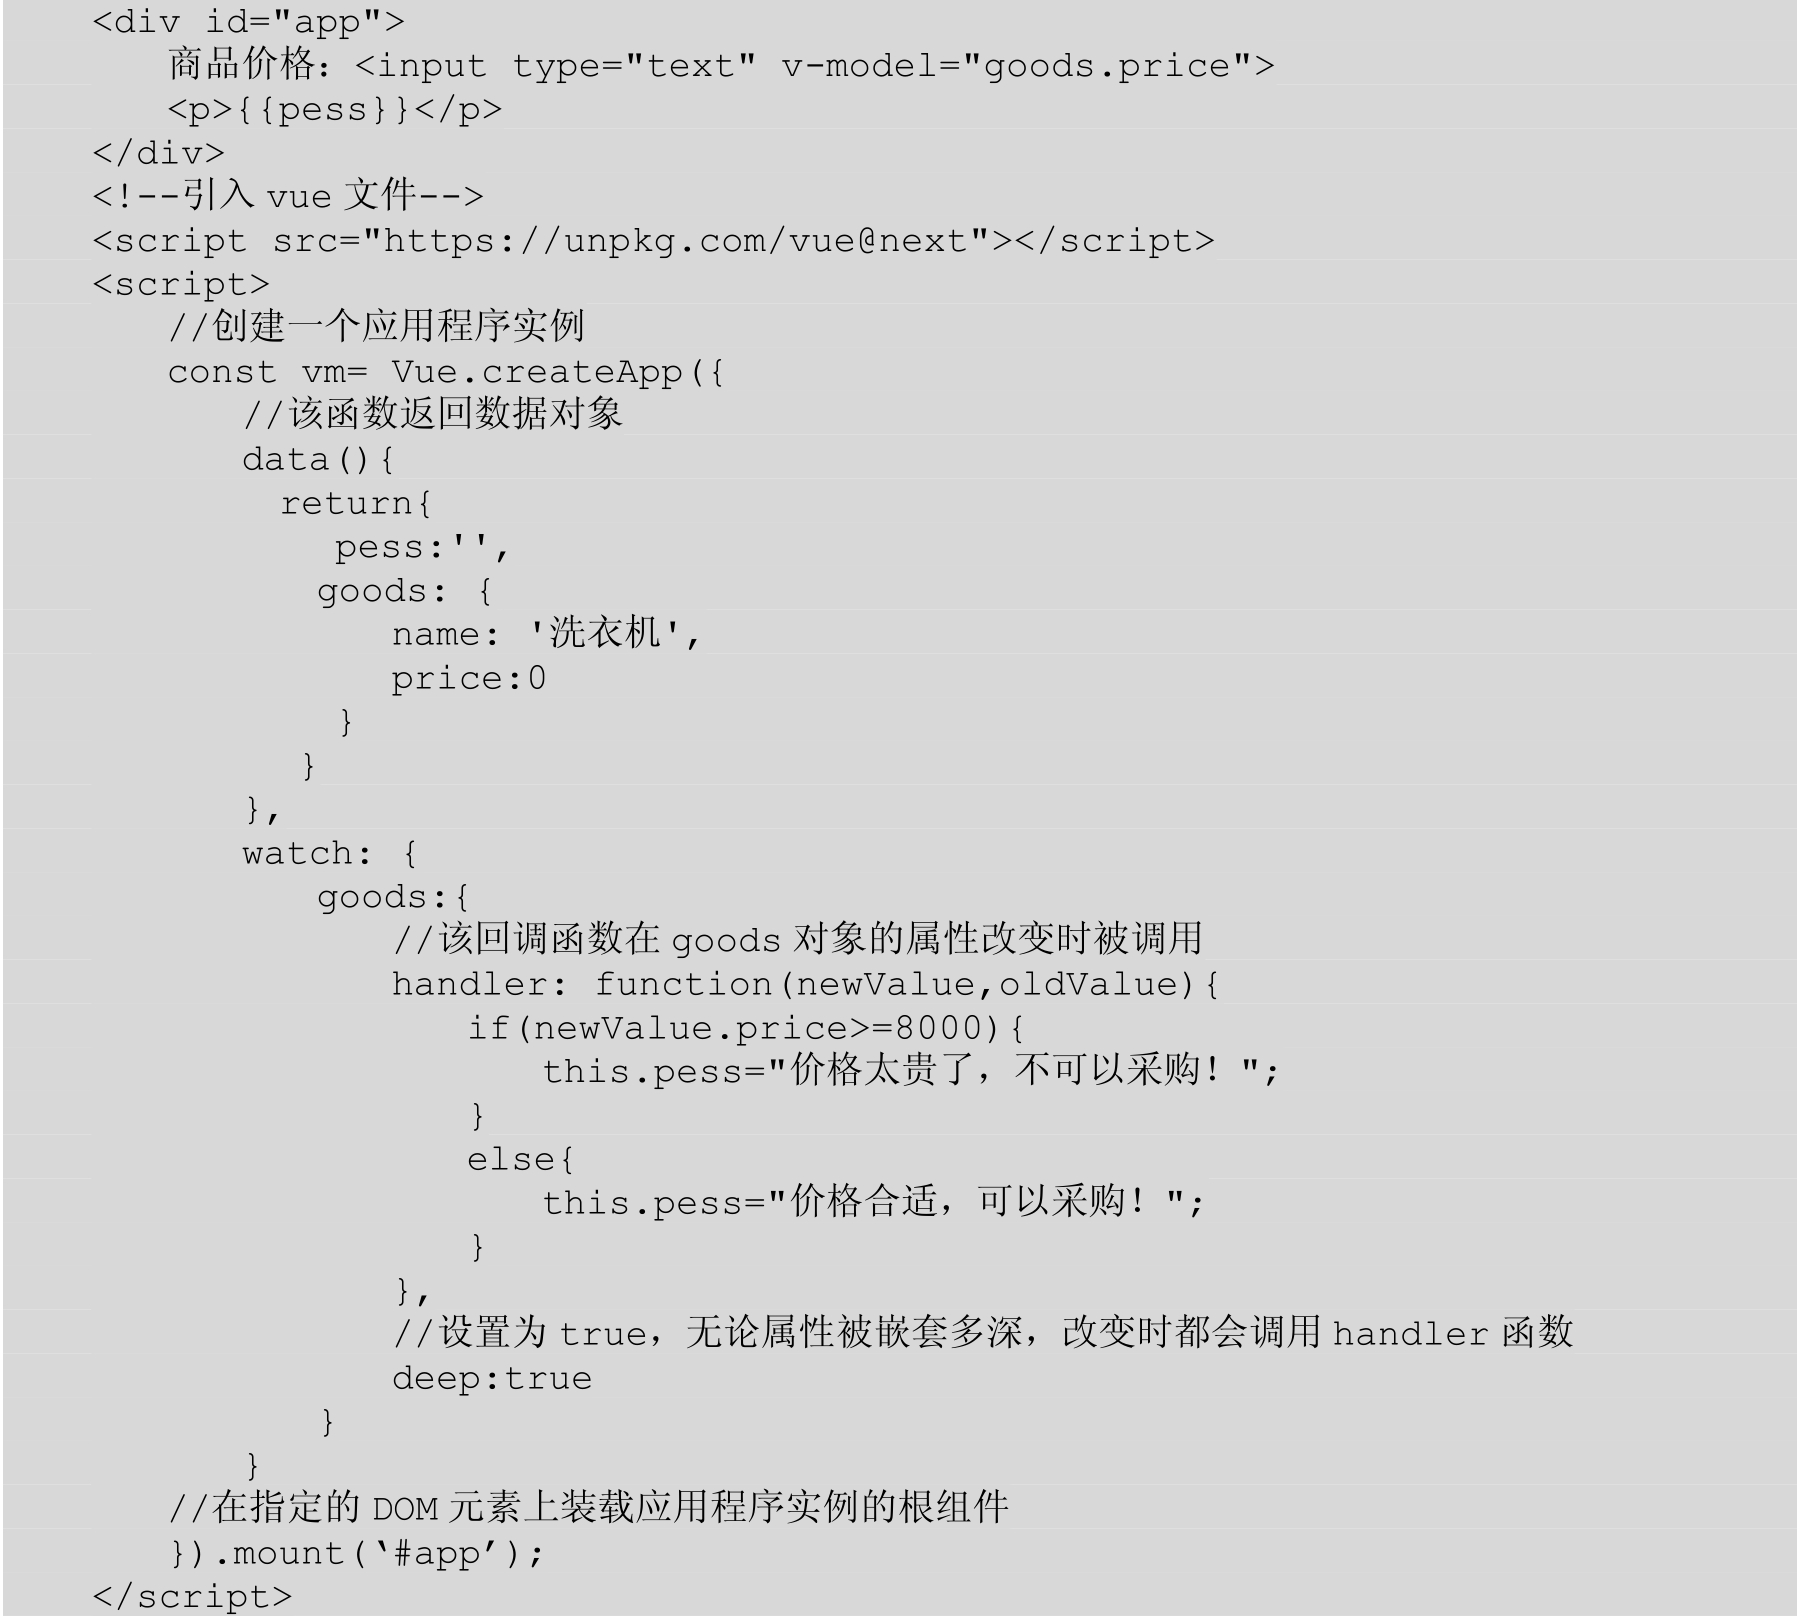 <div id="app">
商品价格：<input type="text" v-model="goods.price">
<p>{{pess}}</p>
</div>
<!--引入 vue 文件-->
<script src="https://unpkg.com/vue@next"></script>
<script>
//创建一个应用程序实例
const vm= Vue.createApp({
//该函数返回数据对象
data(){
return{
pess:'',
goods: {
name: '洗衣机',
price:0
}
}
},
watch: {
goods:{
//该回调函数在 goods 对象的属性改变时被调用
handler: function(newValue,oldValue){
if(newValue.price>=8000){
this.pess="价格太贵了，不可以采购！";
}
else{
this.pess="价格合适，可以采购！";
}
},
//设置为 true，无论属性被嵌套多深，改变时都会调用 handler 函数
deep:true
}
}
//在指定的 DOM 元素上装载应用程序实例的根组件
}).mount(‘#app’);
</script>